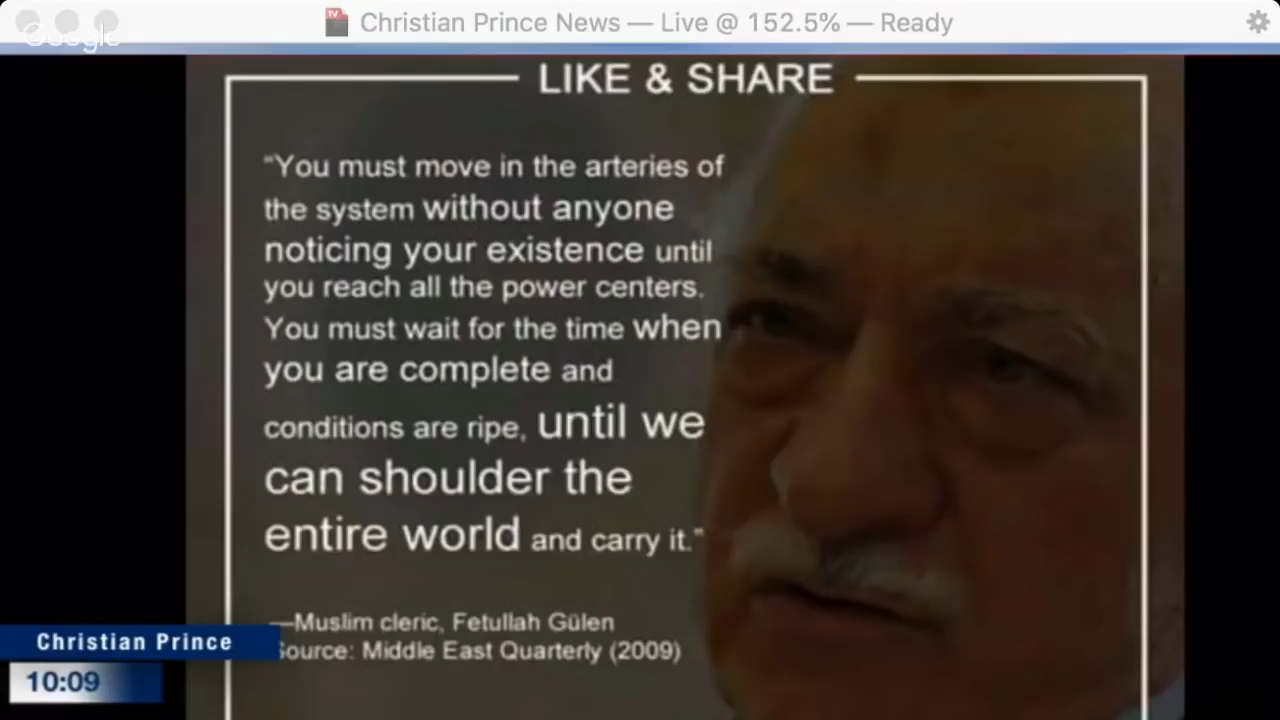 Christian Prince News — Live @ 152.5% — Ready
Google
LIKE & SHARE
“You must move in the arteries of
the system without anyone
noticing your existence until
you reach all the power centers.
You must wait for the time when
you are complete and
conditions are ripe, until we
can shoulder the
entire world and carry it.”
—Muslim cleric, Fetullah Gülen
Source: Middle East Quarterly (2009)
Christian Prince
10:09